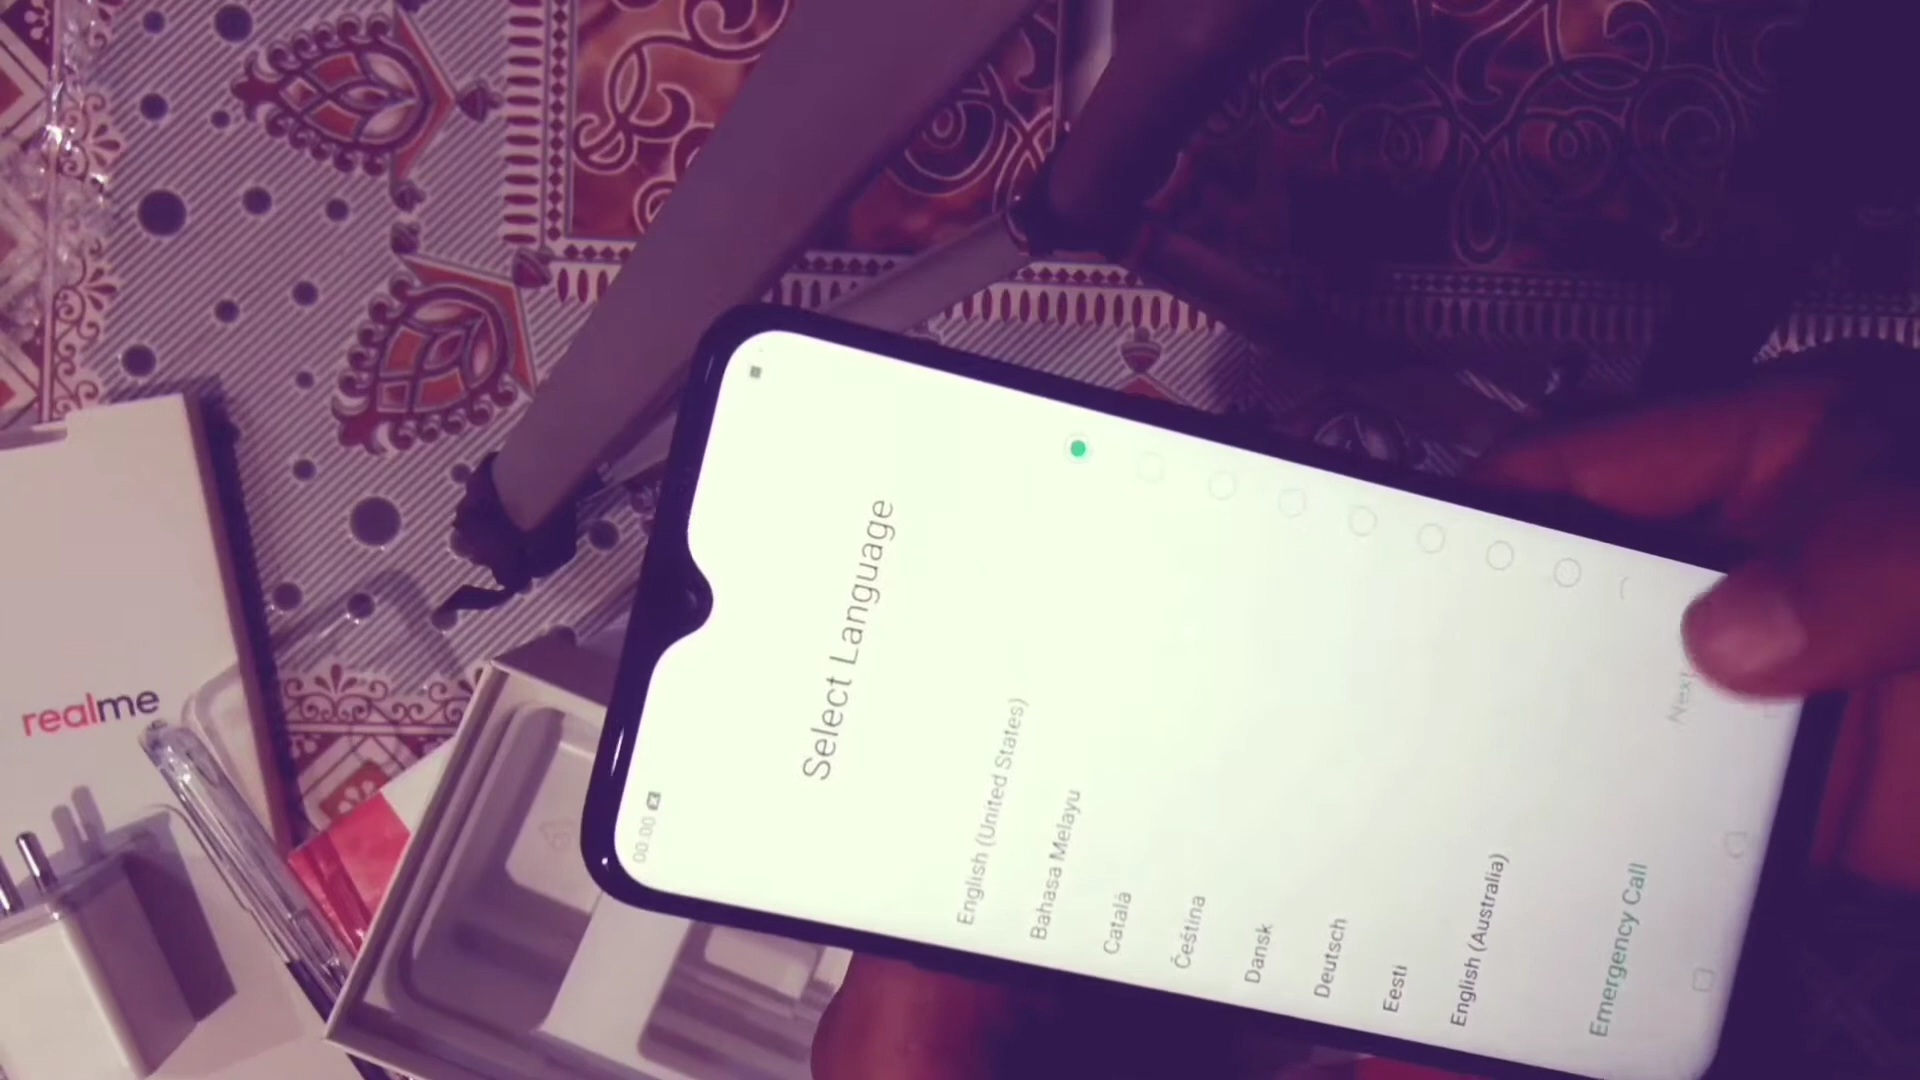 realme
00:00
Select Language
English (United States)
Bahasa Melayu
Català
Čeština
Dansk
Deutsch
Eesti
English (Australia)
Emergency Call
Next